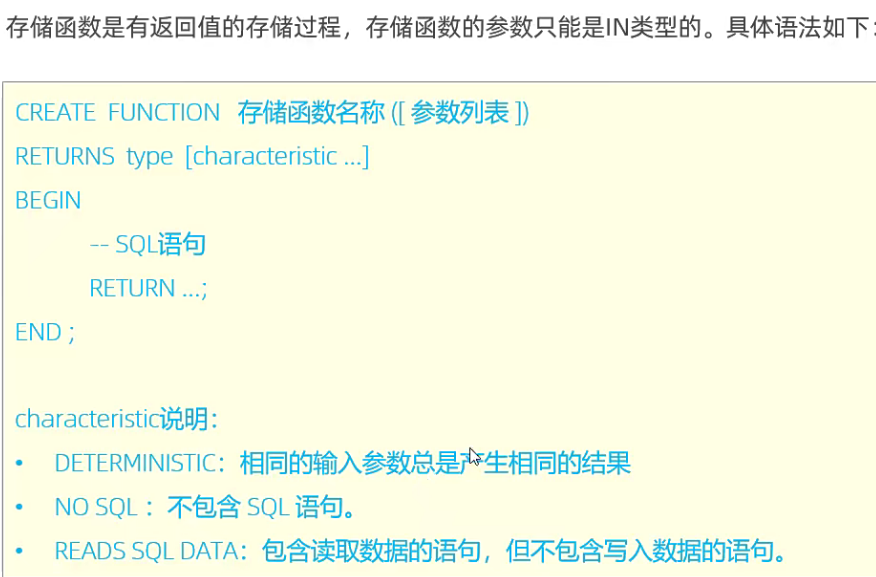 存储函数是有返回值的存储过程，存储函数的参数只能是IN类型的。具体语法如下：
CREATE FUNCTION 存储函数名称 ([ 参数列表 ])
RETURNS type [characteristic ...]
BEGIN
-- SQL语句
RETURN ...;
END ;
characteristic说明：
• DETERMINISTIC：相同的输入参数总是产生相同的结果
• NO SQL ：不包含 SQL 语句。
• READS SQL DATA：包含读取数据的语句，但不包含写入数据的语句。